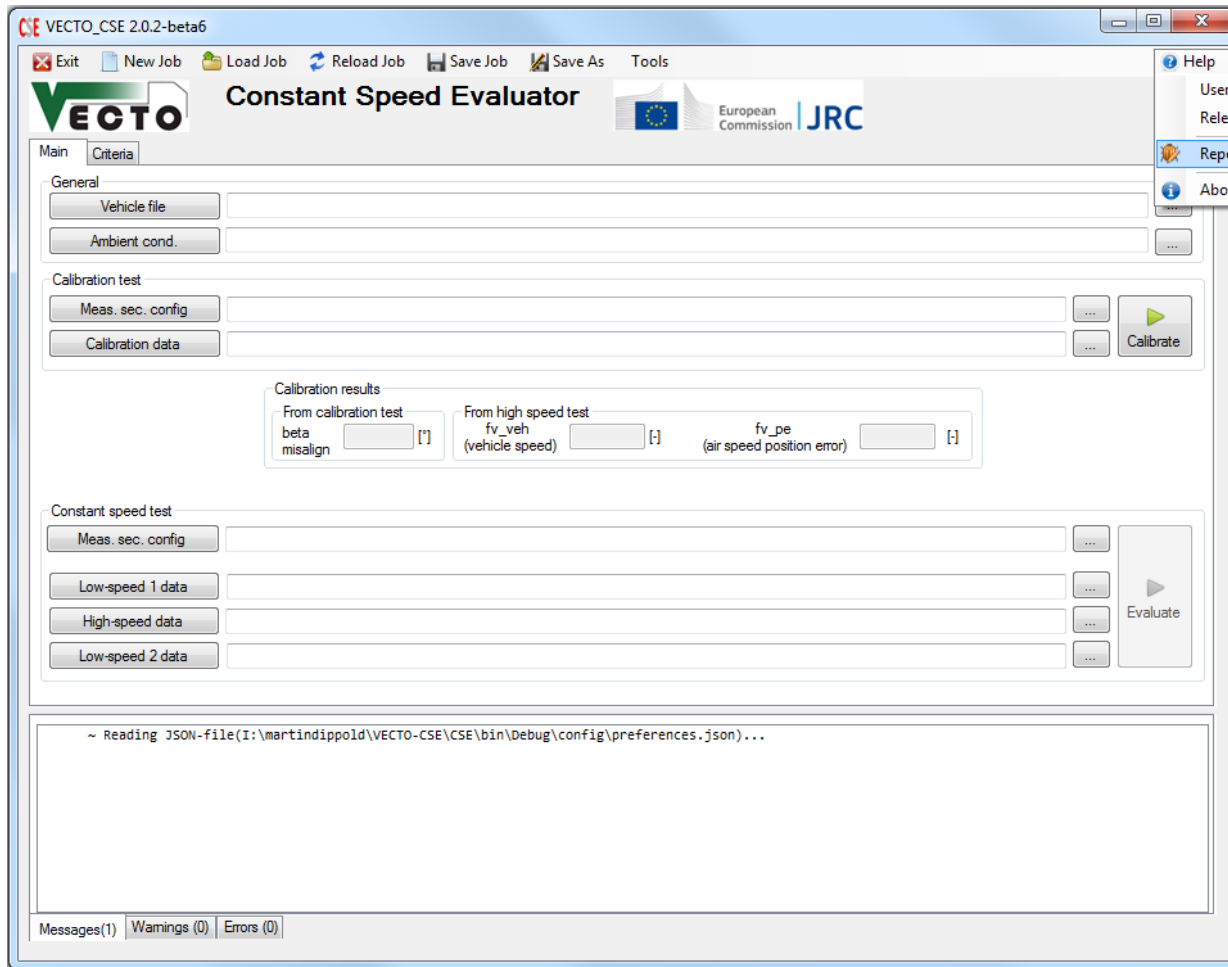 CSE VECTO_CSE 2.0.2-beta6
Exit New Job Load Job Reload Job Save Job Save As Tools Help
VECTO Constant Speed Evaluator European Commission JRC
User
Rele
Repo
Abo
Main Criteria
General
Vehicle file ...
Ambient cond. ...
Calibration test
Meas. sec. config ...
Calibration data ... Calibrate
Calibration results
From calibration test From high speed test
beta misalign [°] fv_veh (vehicle speed) [-] fv_pe (air speed position error) [-]
Constant speed test
Meas. sec. config ...
Low-speed 1 data ...
High-speed data ... Evaluate
Low-speed 2 data ...
~ Reading JSON-file(I:\martindippold\VECTO-CSE\CSE\bin\Debug\config\preferences.json)...
Messages(1) Warnings (0) Errors (0)